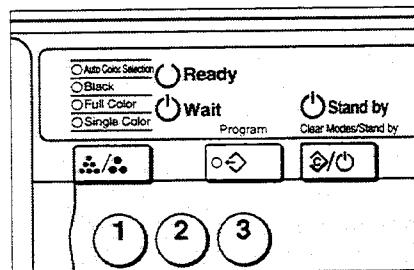 Auto Color Selection
Ready
Black
Full Color
Wait
Stand by
Single Color
Program
Clear Modes/Stand by
1 2 3